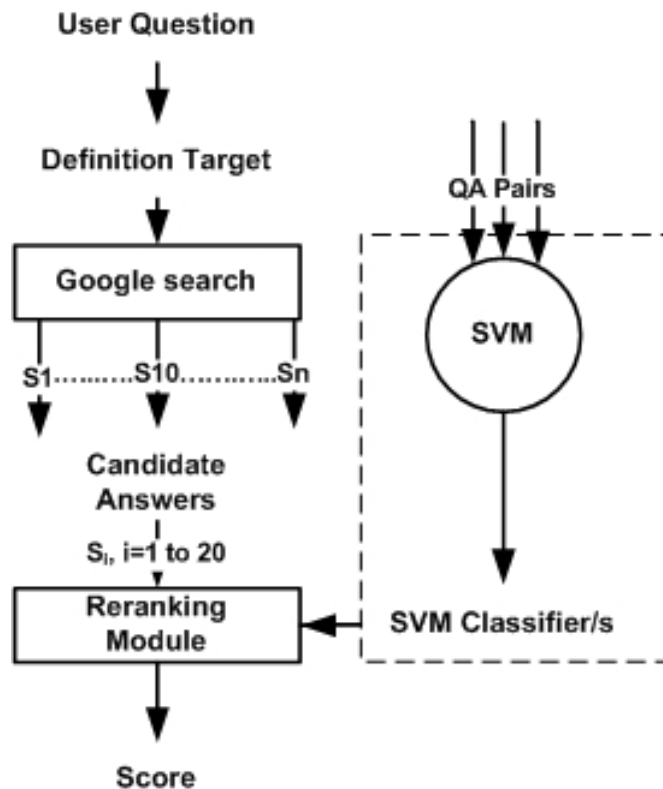 User Question
Definition Target
Google search
S1.............S10.............Sn
Candidate
Answers
Sᵢ, i=1 to 20
Reranking
Module
Score
QA Pairs
SVM
SVM Classifier/s